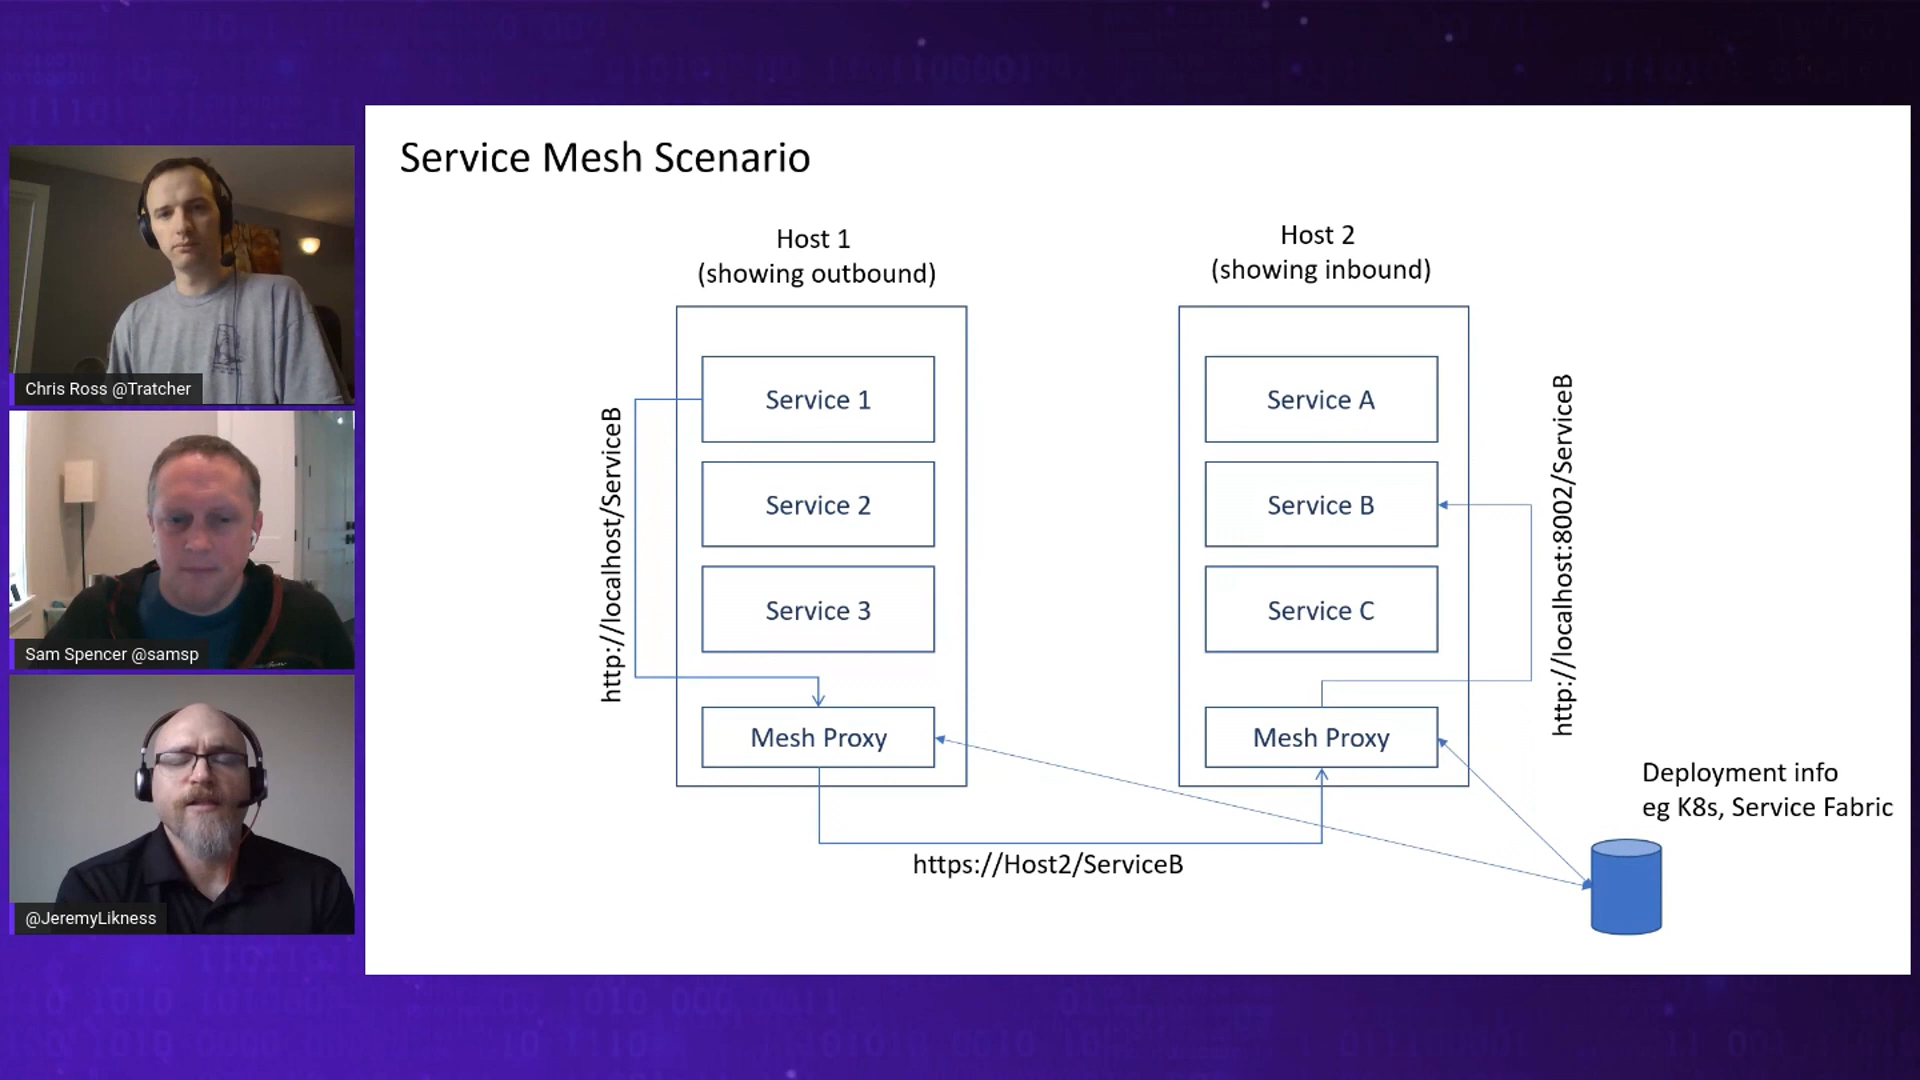 Service Mesh Scenario
Host 1
(showing outbound)
Host 2
(showing inbound)
Service 1
Service 2
Service 3
Mesh Proxy
http://localhost/ServiceB
Service A
Service B
Service C
Mesh Proxy
http://localhost:8002/ServiceB
https://Host2/ServiceB
Deployment info
eg K8s, Service Fabric
Chris Ross @Tratcher
Sam Spencer @samsp
@JeremyLikness